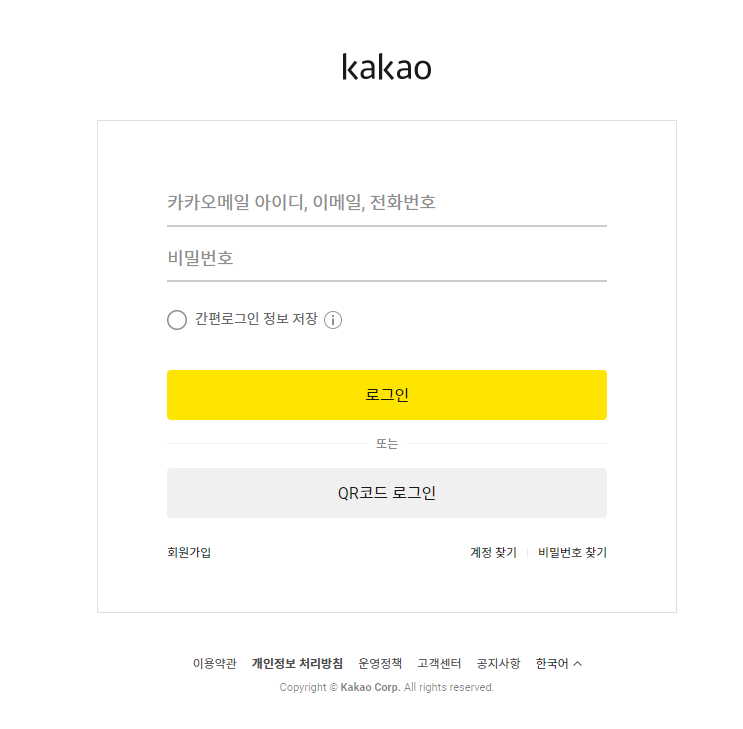 kakao
카카오메일 아이디, 이메일, 전화번호
비밀번호
간편로그인 정보 저장 i
로그인
또는
QR코드 로그인
회원가입 계정 찾기 비밀번호 찾기
이용약관 개인정보 처리방침 운영정책 고객센터 공지사항 한국어
Copyright © Kakao Corp. All rights reserved.